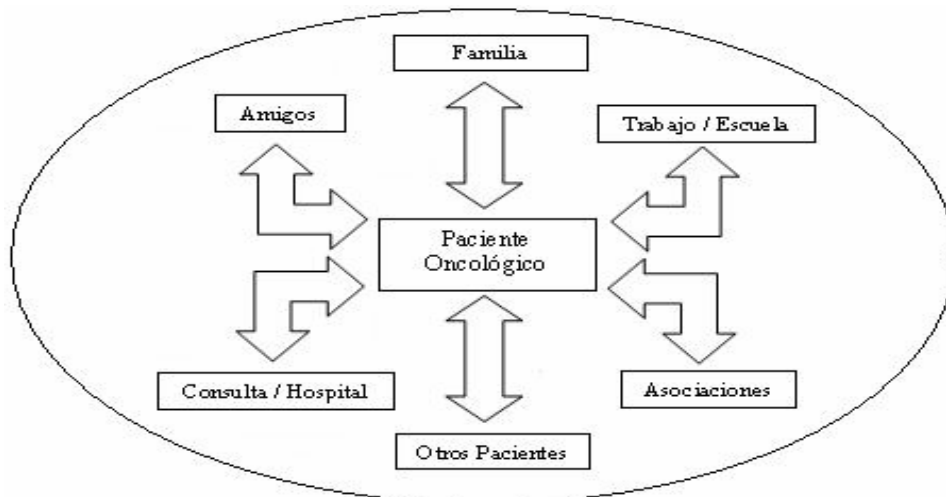 Familia
Amigos
Trabajo / Escuela
Paciente
Oncológico
Consulta / Hospital
Asociaciones
Otros Pacientes